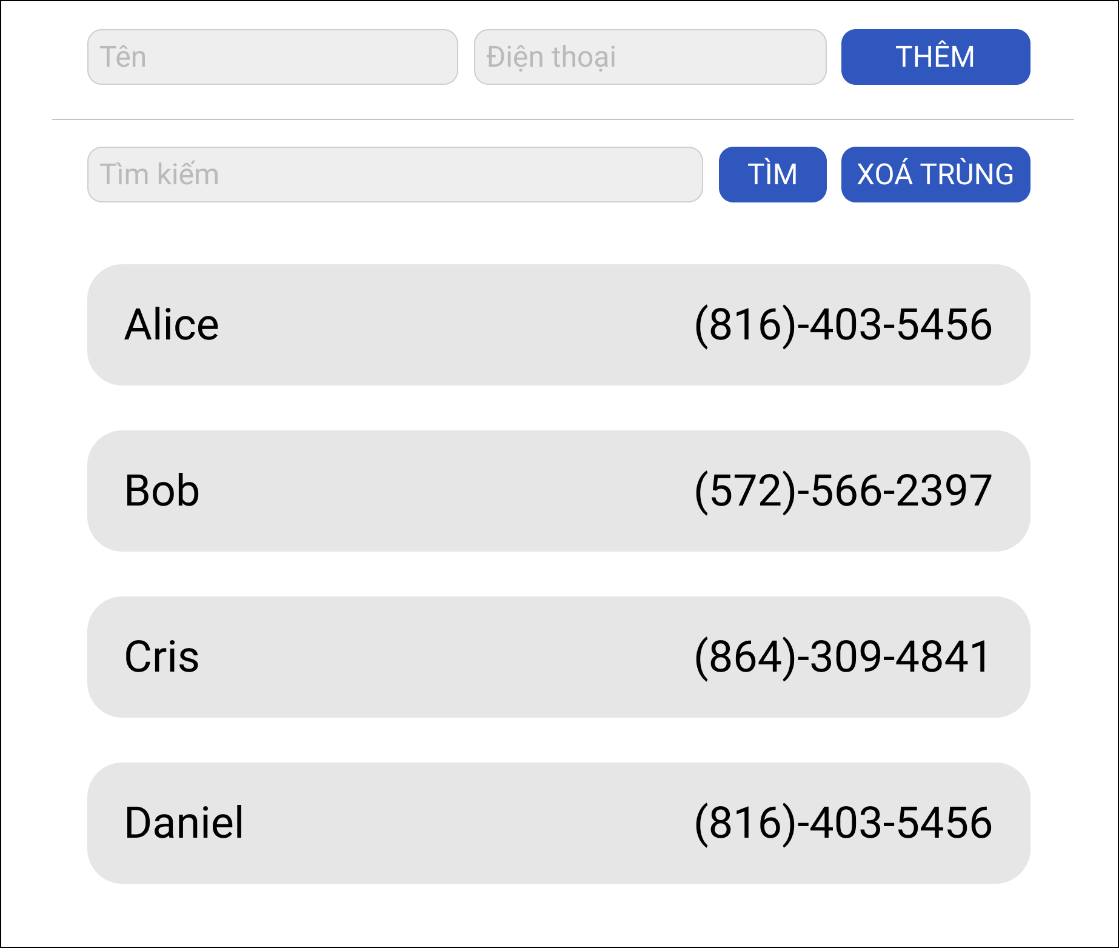 Tên Điện thoại THÊM
Tìm kiếm TÌM XOÁ TRÙNG
Alice (816)-403-5456
Bob (572)-566-2397
Cris (864)-309-4841
Daniel (816)-403-5456